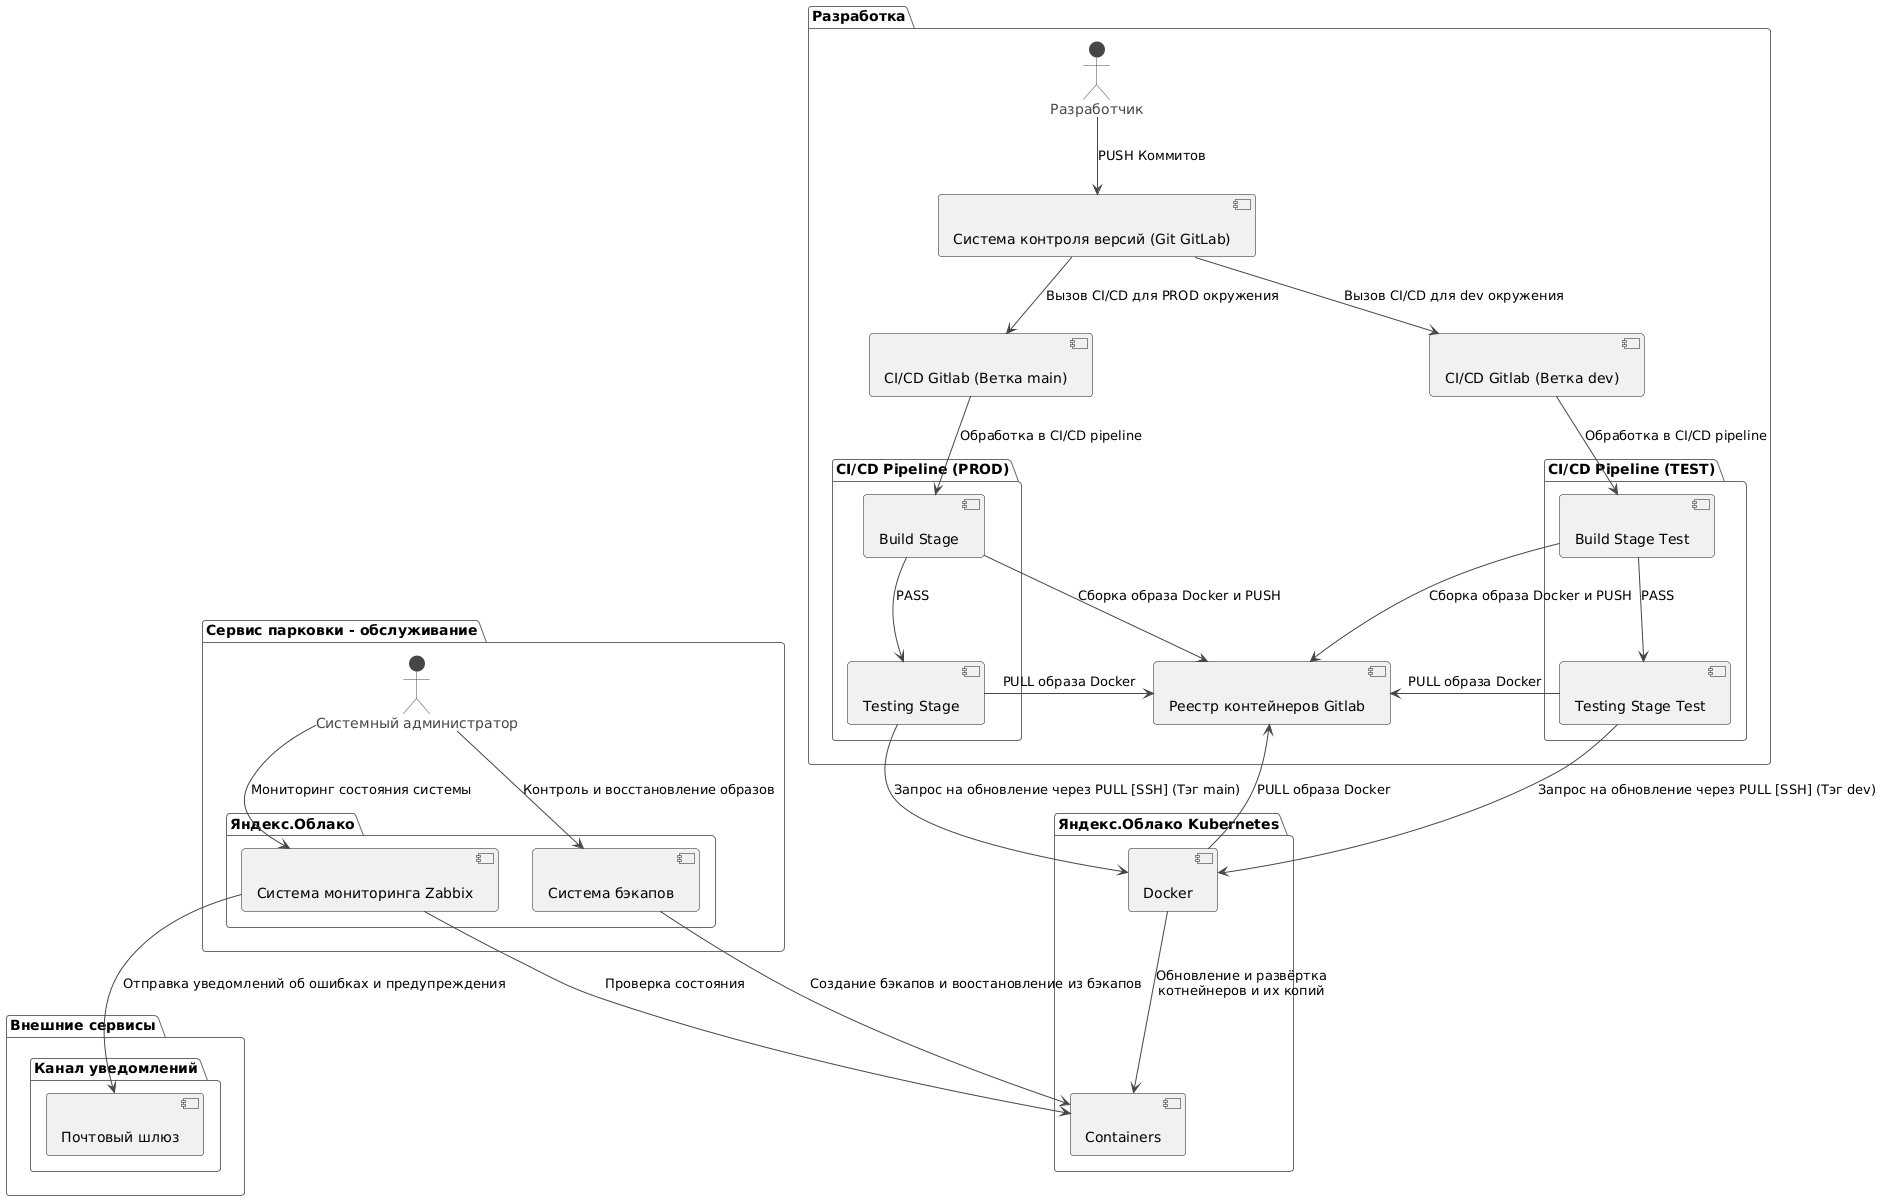 Разработка
Разработчик
PUSH Коммитов
Система контроля версий (Git GitLab)
Вызов CI/CD для PROD окружения
Вызов CI/CD для dev окружения
CI/CD Gitlab (Ветка main)
CI/CD Gitlab (Ветка dev)
Обработка в CI/CD pipeline
Обработка в CI/CD pipeline
CI/CD Pipeline (PROD)
CI/CD Pipeline (TEST)
Build Stage
Build Stage Test
PASS
Сборка образа Docker и PUSH
Сборка образа Docker и PUSH
PASS
Сервис парковки - обслуживание
Testing Stage
PULL образа Docker
Реестр контейнеров Gitlab
PULL образа Docker
Testing Stage Test
Системный администратор
Мониторинг состояния системы
Контроль и восстановление образов
Запрос на обновление через PULL [SSH] (Тэг main)
PULL образа Docker
Запрос на обновление через PULL [SSH] (Тэг dev)
Яндекс.Облако
Яндекс.Облако Kubernetes
Система мониторинга Zabbix
Система бэкапов
Docker
Отправка уведомлений об ошибках и предупреждения
Проверка состояния
Создание бэкапов и воостановление из бэкапов
Обновление и развёртка
котнейнеров и их копий
Внешние сервисы
Канал уведомлений
Почтовый шлюз
Containers